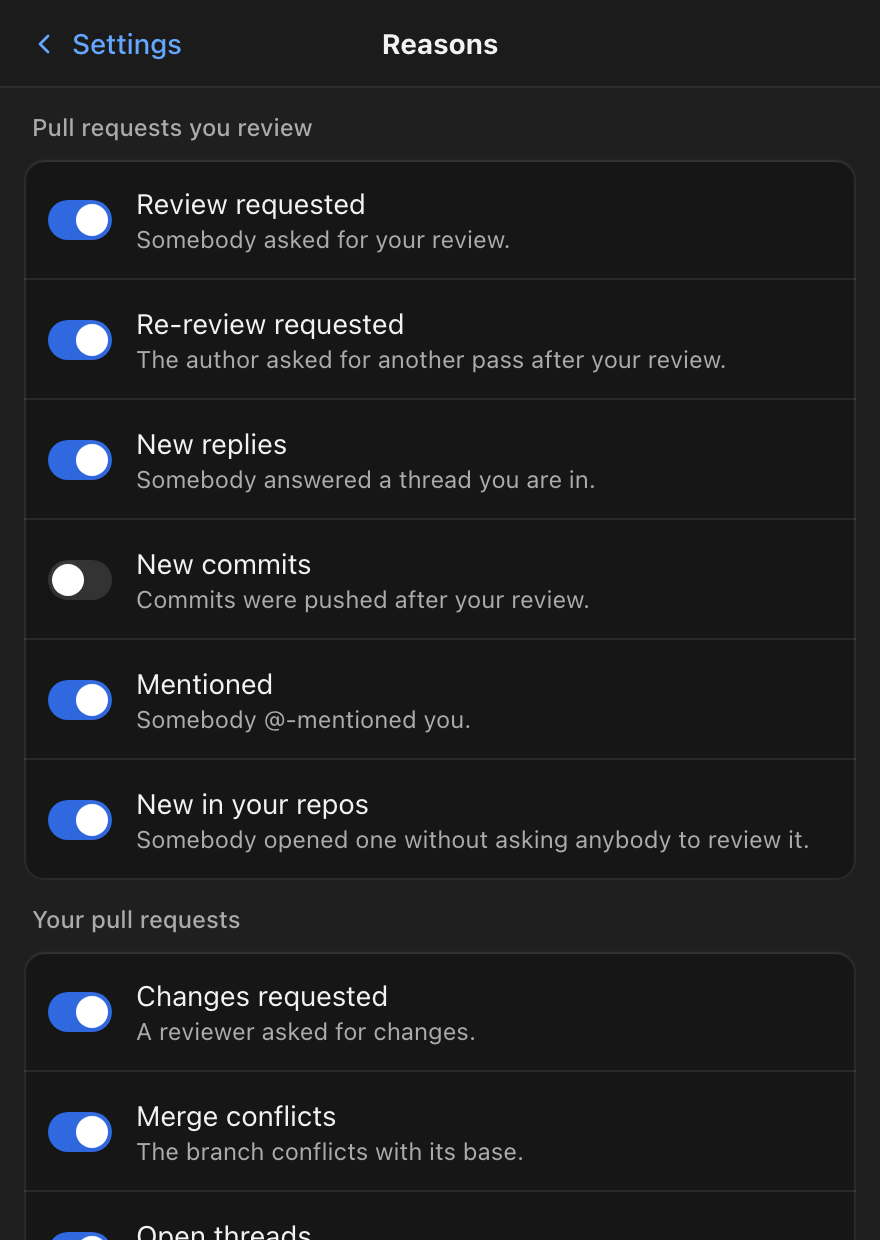 Settings
Reasons
Pull requests you review
Review requested
Somebody asked for your review.
Re-review requested
The author asked for another pass after your review.
New replies
Somebody answered a thread you are in.
New commits
Commits were pushed after your review.
Mentioned
Somebody @-mentioned you.
New in your repos
Somebody opened one without asking anybody to review it.
Your pull requests
Changes requested
A reviewer asked for changes.
Merge conflicts
The branch conflicts with its base.
Open threads